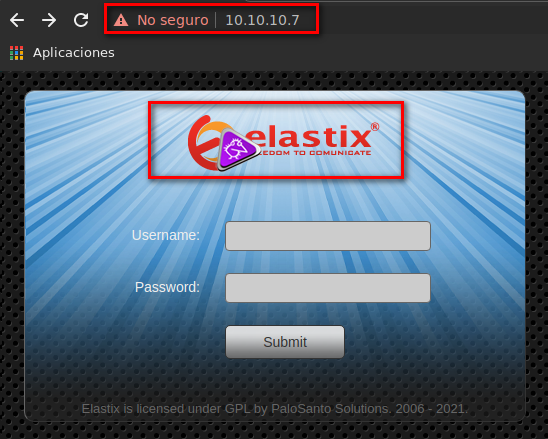 No seguro | 10.10.10.7
Aplicaciones
elastix®
EEDOM TO COMUNICATE
Username:
Password:
Submit
Elastix is licensed under GPL by PaloSanto Solutions. 2006 - 2021.